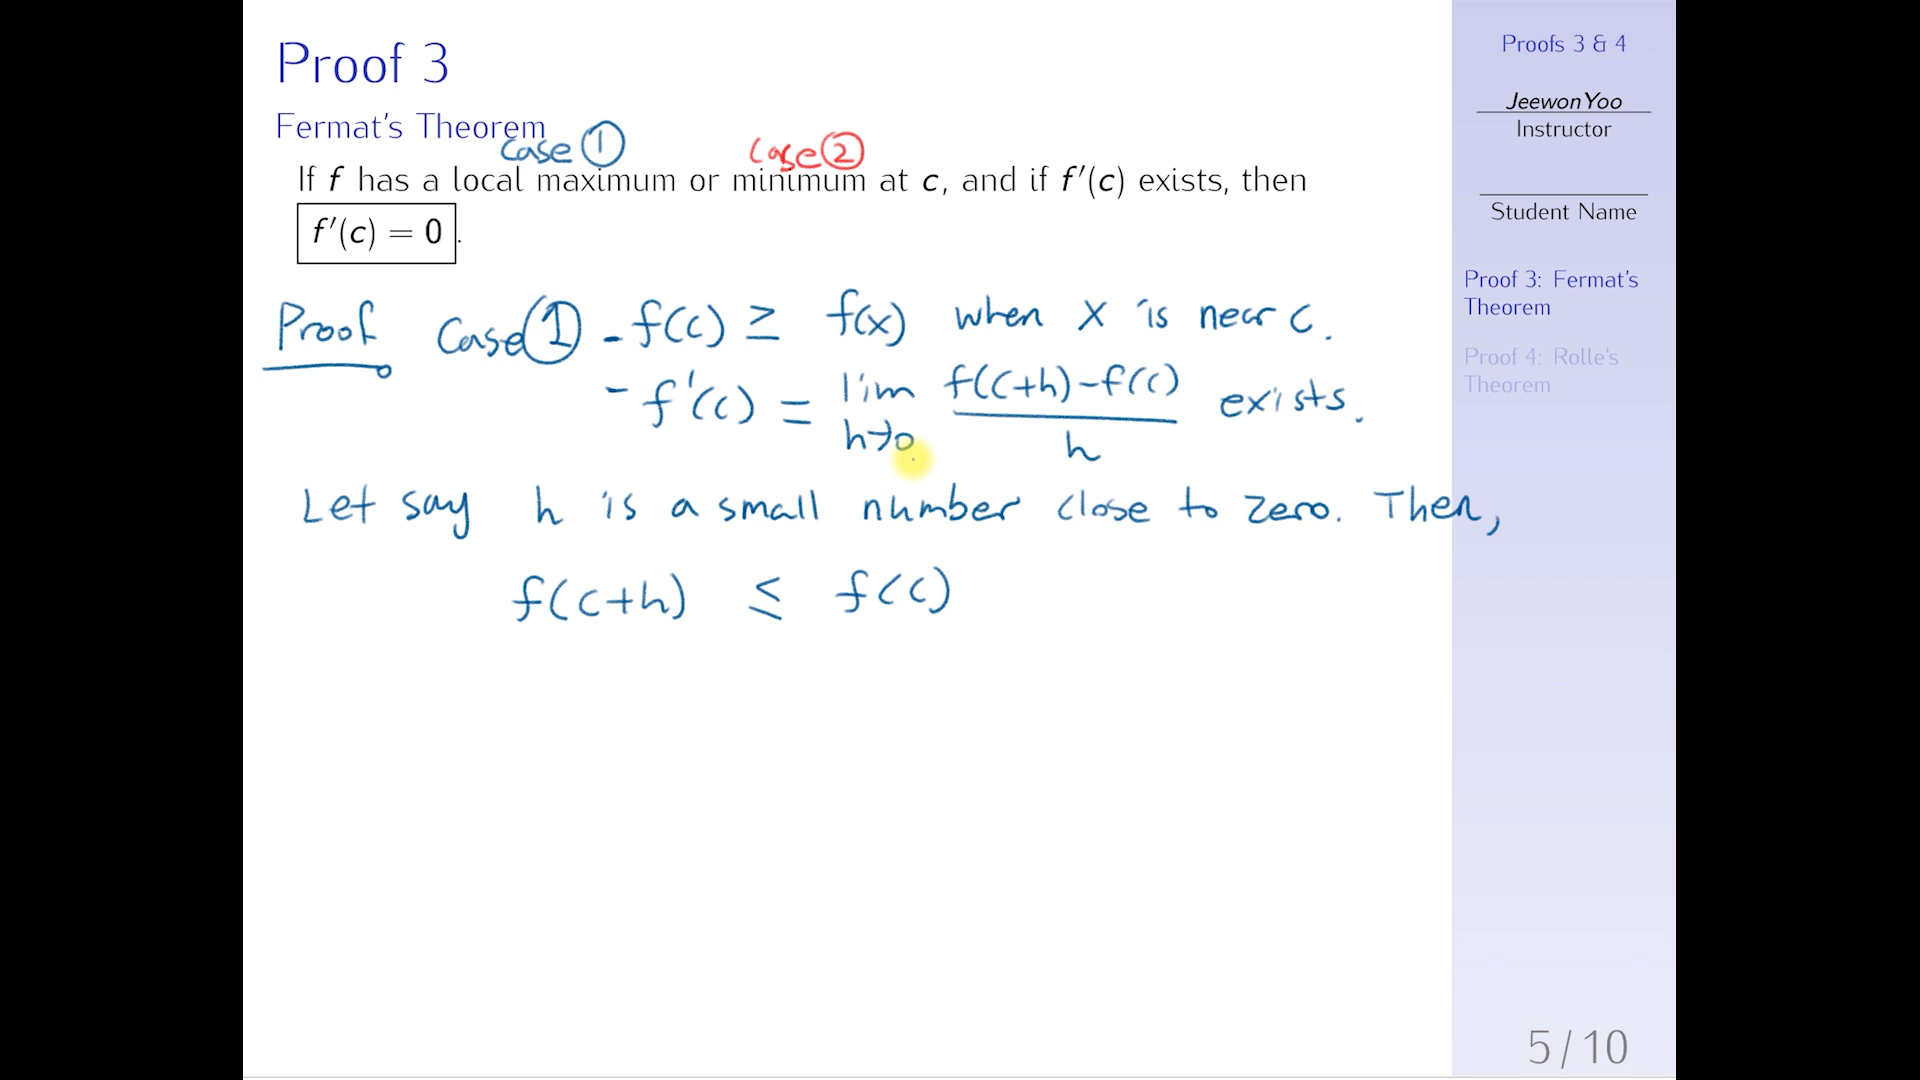 Proof 3
Fermat's Theorem
Case ① Case ②
If f has a local maximum or minimum at c, and if f′(c) exists, then
f′(c) = 0.
Proof Case ① - f(c) ≥ f(x) when x is near c.
- f'(c) = lim h→0 f(c+h)-f(c) / h exists.
Let say h is a small number close to zero. Then,
f(c+h) ≤ f(c)
Proofs 3 & 4
Jeewon Yoo
Instructor
Student Name
Proof 3: Fermat's
Theorem
Proof 4: Rolle's
Theorem
5 / 10